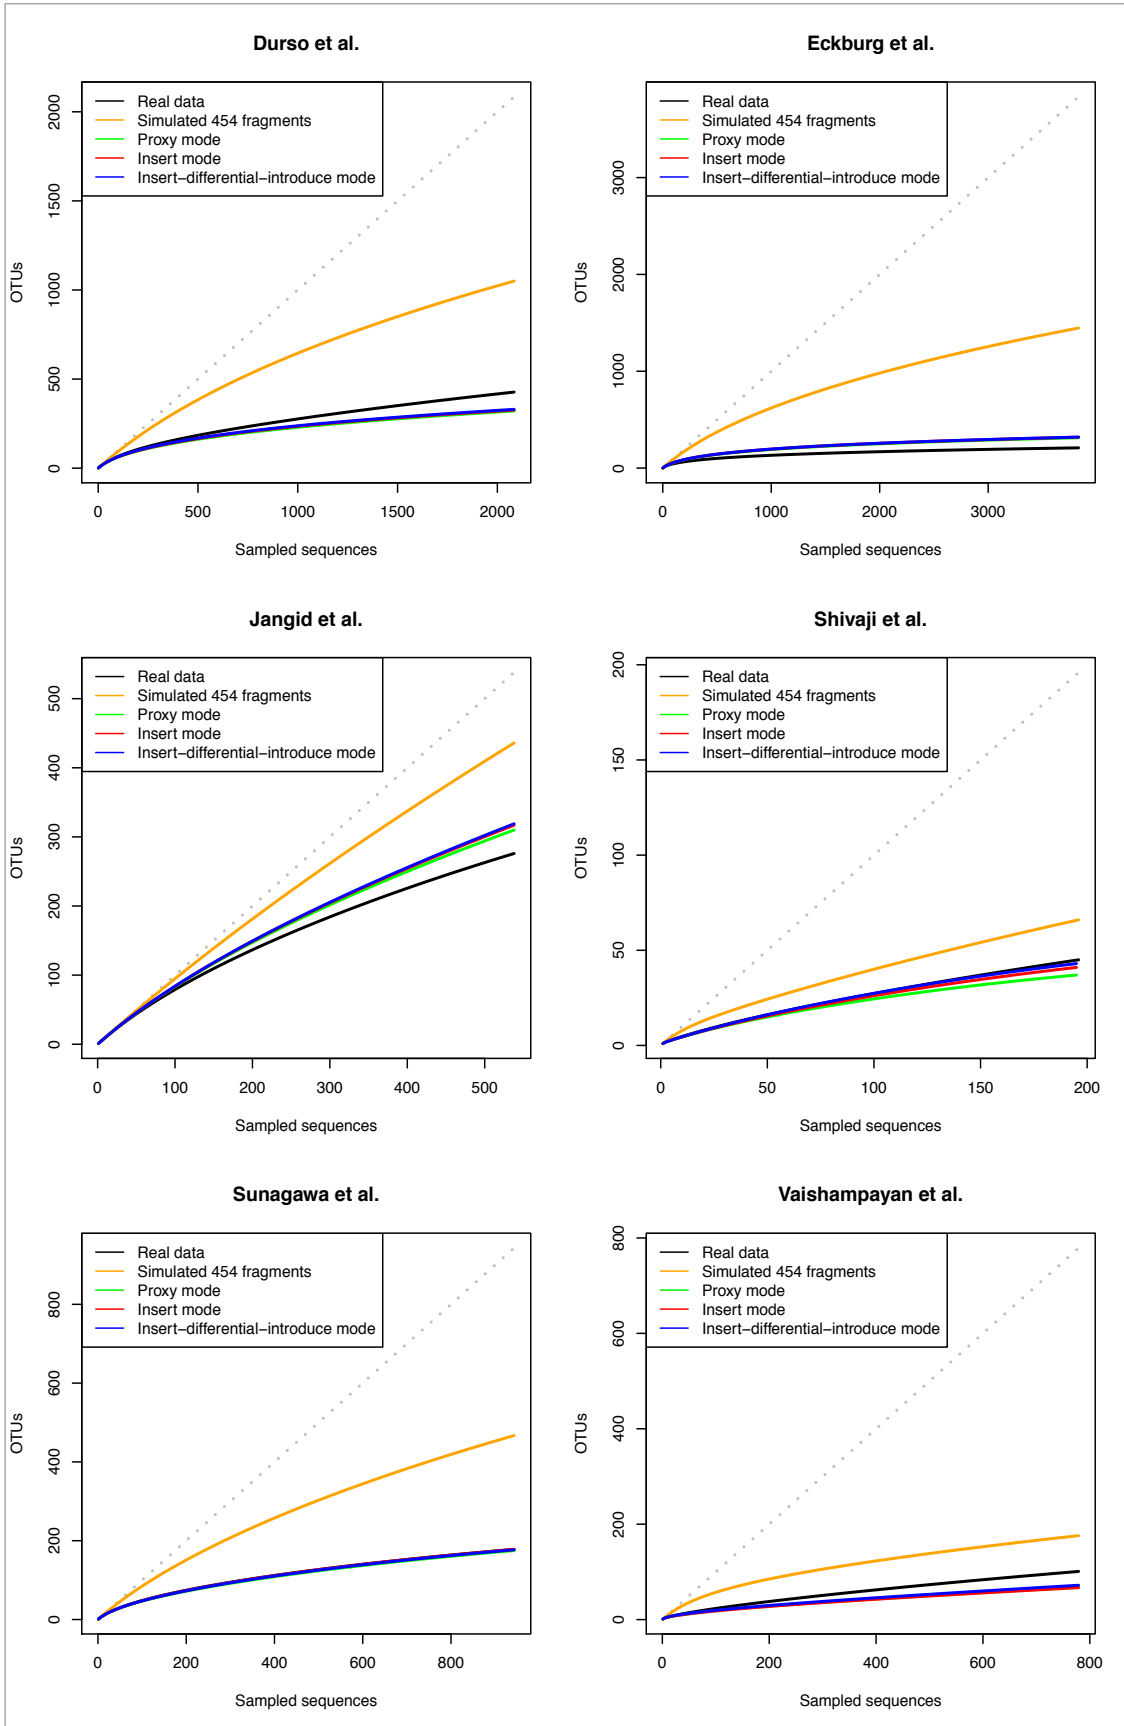 Durso et al.
Real data
Simulated 454 fragments
Proxy mode
Insert mode
Insert−differential−introduce mode
OTUs
2000
1500
1000
500
0
0 500 1000 1500 2000
Sampled sequences
Eckburg et al.
Real data
Simulated 454 fragments
Proxy mode
Insert mode
Insert−differential−introduce mode
OTUs
3000
2000
1000
0
0 1000 2000 3000
Sampled sequences
Jangid et al.
Real data
Simulated 454 fragments
Proxy mode
Insert mode
Insert−differential−introduce mode
OTUs
500
400
300
200
100
0
0 100 200 300 400 500
Sampled sequences
Shivaji et al.
Real data
Simulated 454 fragments
Proxy mode
Insert mode
Insert−differential−introduce mode
OTUs
200
150
100
50
0
0 50 100 150 200
Sampled sequences
Sunagawa et al.
Real data
Simulated 454 fragments
Proxy mode
Insert mode
Insert−differential−introduce mode
OTUs
800
600
400
200
0
0 200 400 600 800
Sampled sequences
Vaishampayan et al.
Real data
Simulated 454 fragments
Proxy mode
Insert mode
Insert−differential−introduce mode
OTUs
800
600
400
200
0
0 200 400 600 800
Sampled sequences